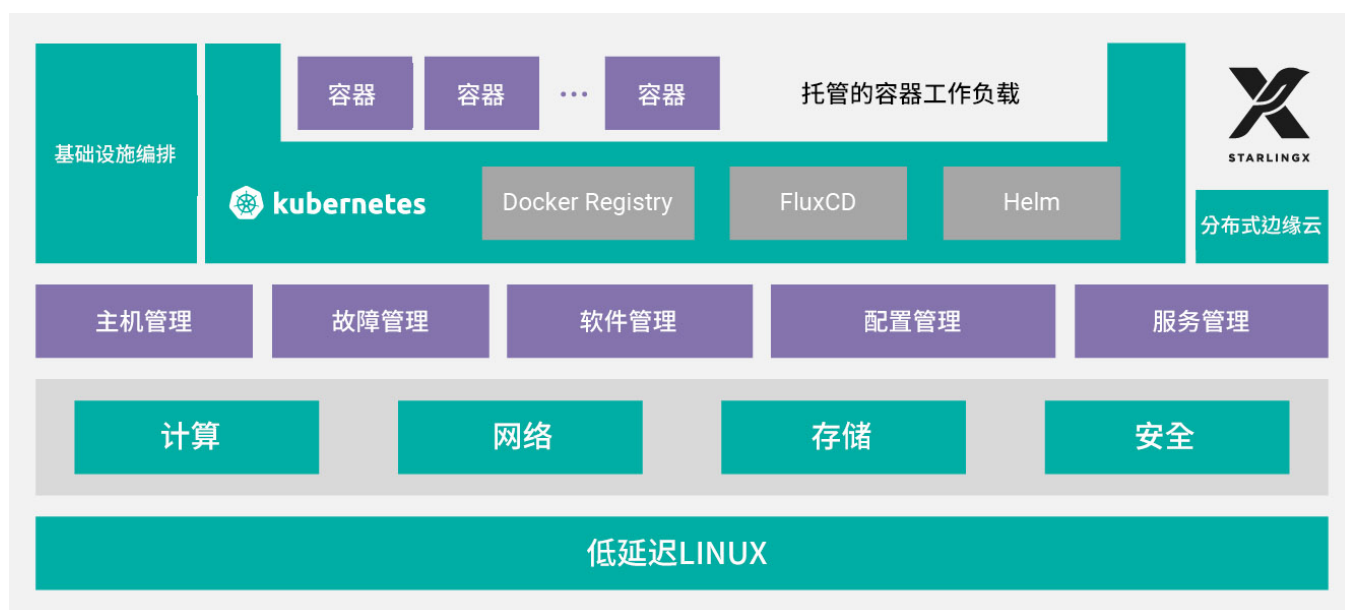 基础设施编排
容器
容器
···
容器
托管的容器工作负载
kubernetes
Docker Registry
FluxCD
Helm
STARLINGX
分布式边缘云
主机管理
故障管理
软件管理
配置管理
服务管理
计算
网络
存储
安全
低延迟LINUX